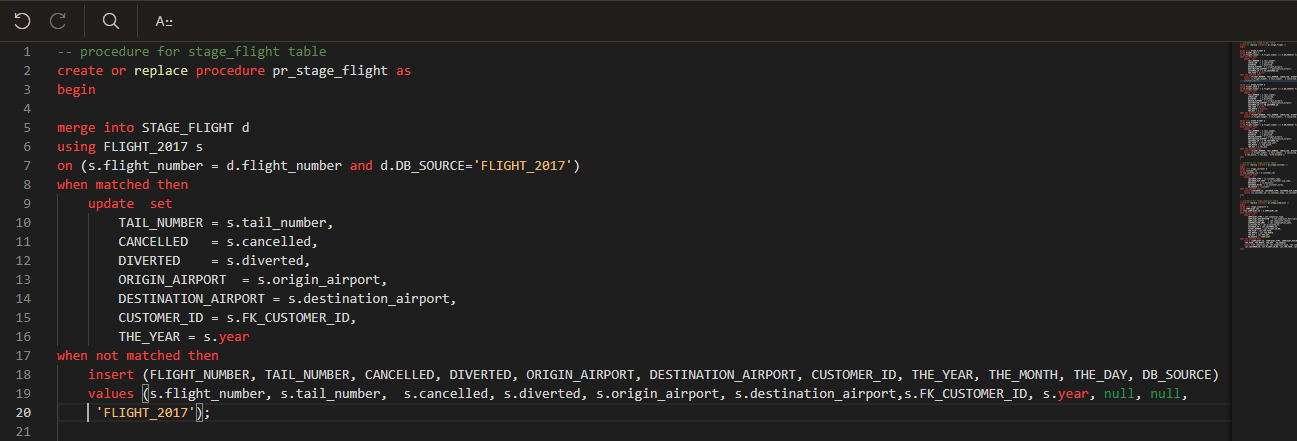 A::
1 -- procedure for stage_flight table
2 create or replace procedure pr_stage_flight as
3 begin
4
5 merge into STAGE_FLIGHT d
6 using FLIGHT_2017 s
7 on (s.flight_number = d.flight_number and d.DB_SOURCE='FLIGHT_2017')
8 when matched then
9     update  set
10         TAIL_NUMBER = s.tail_number,
11         CANCELLED   = s.cancelled,
12         DIVERTED    = s.diverted,
13         ORIGIN_AIRPORT  = s.origin_airport,
14         DESTINATION_AIRPORT = s.destination_airport,
15         CUSTOMER_ID = s.FK_CUSTOMER_ID,
16         THE_YEAR = s.year
17 when not matched then
18     insert (FLIGHT_NUMBER, TAIL_NUMBER, CANCELLED, DIVERTED, ORIGIN_AIRPORT, DESTINATION_AIRPORT, CUSTOMER_ID, THE_YEAR, THE_MONTH, THE_DAY, DB_SOURCE)
19     values (s.flight_number, s.tail_number,  s.cancelled, s.diverted, s.origin_airport, s.destination_airport,s.FK_CUSTOMER_ID, s.year, null, null,
20      'FLIGHT_2017');
21